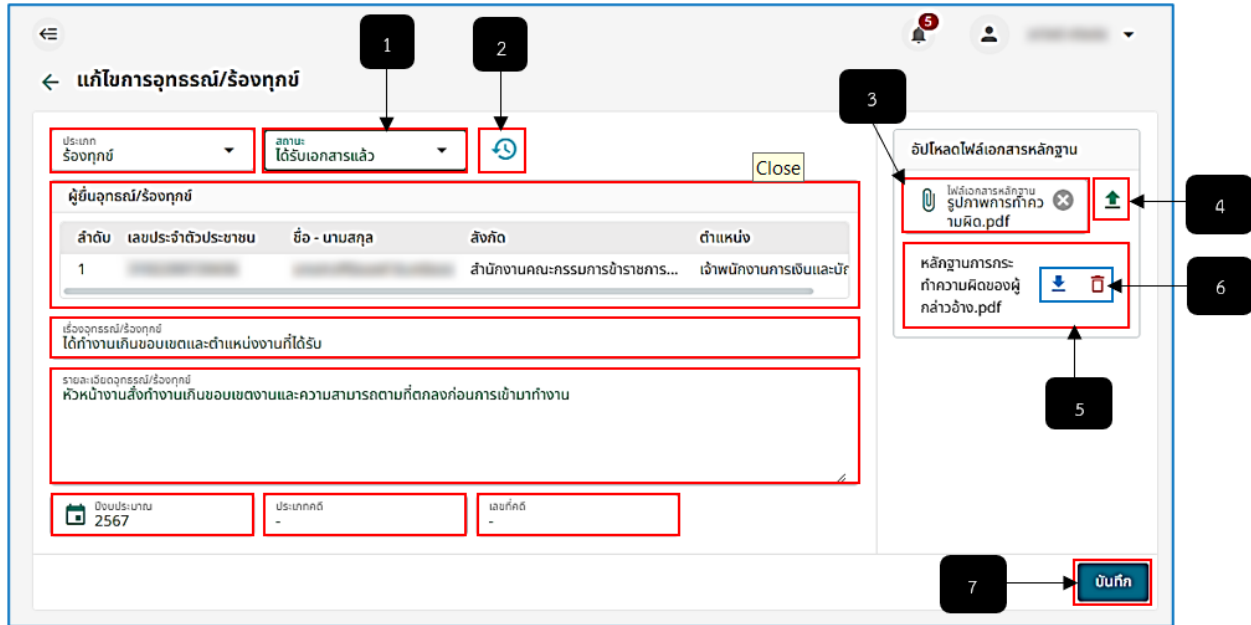 5
1
2
แก้ไขการอุทธรณ์/ร้องทุกข์
3
ประเภท
ร้องทุกข์
สถานะ
ได้รับเอกสารแล้ว
Close
อัปโหลดไฟล์เอกสารหลักฐาน
ผู้ยื่นอุทธณ์/ร้องทุกข์
ลำดับ เลขประจำตัวประชาชน ชื่อ - นามสกุล สังกัด ตำแหน่ง
1 สำนักงานคณะกรรมการข้าราชการ... เจ้าพนักงานการเงินและบัญ
ไฟล์เอกสารหลักฐาน
รูปภาพการทำคว
ามผิด.pdf
4
หลักฐานการกระ
ทำความผิดของผู้
กล่าวอ้าง.pdf
6
5
เรื่องอุทธรณ์/ร้องทุกข์
ได้ทำงานเกินขอบเขตและตำแหน่งงานที่ได้รับ
รายละเอียดอุทธรณ์/ร้องทุกข์
หัวหน้างานสั่งทำงานเกินขอบเขตงานและความสามารถตามที่ตกลงก่อนการเข้ามาทำงาน
ปีงบประมาณ
2567
ประเภทคดี
-
เลขที่คดี
-
7
บันทึก